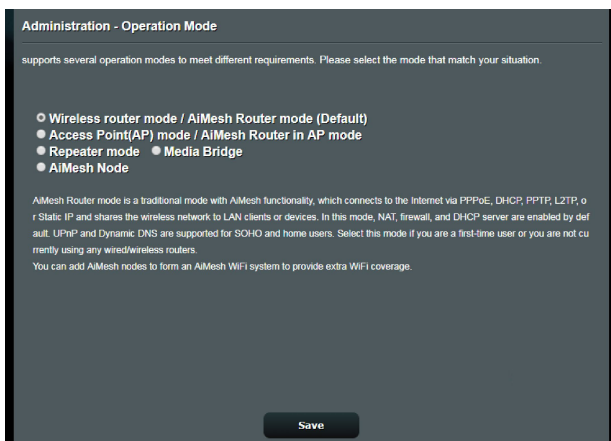 Administration - Operation Mode
supports several operation modes to meet different requirements. Please select the mode that match your situation.
Wireless router mode / AiMesh Router mode (Default)
Access Point(AP) mode / AiMesh Router in AP mode
Repeater mode Media Bridge
AiMesh Node
AiMesh Router mode is a traditional mode with AiMesh functionality, which connects to the Internet via PPPoE, DHCP, PPTP, L2TP, o
r Static IP and shares the wireless network to LAN clients or devices. In this mode, NAT, firewall, and DHCP server are enabled by def
ault. UPnP and Dynamic DNS are supported for SOHO and home users. Select this mode if you are a first-time user or you are not cu
rrently using any wired/wireless routers.
You can add AiMesh nodes to form an AiMesh WiFi system to provide extra WiFi coverage.
Save